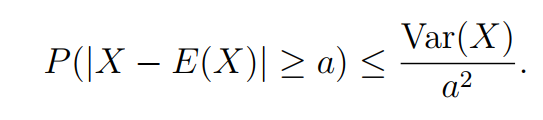 P(|X − E(X)| ≥ a) ≤ Var(X) / a².